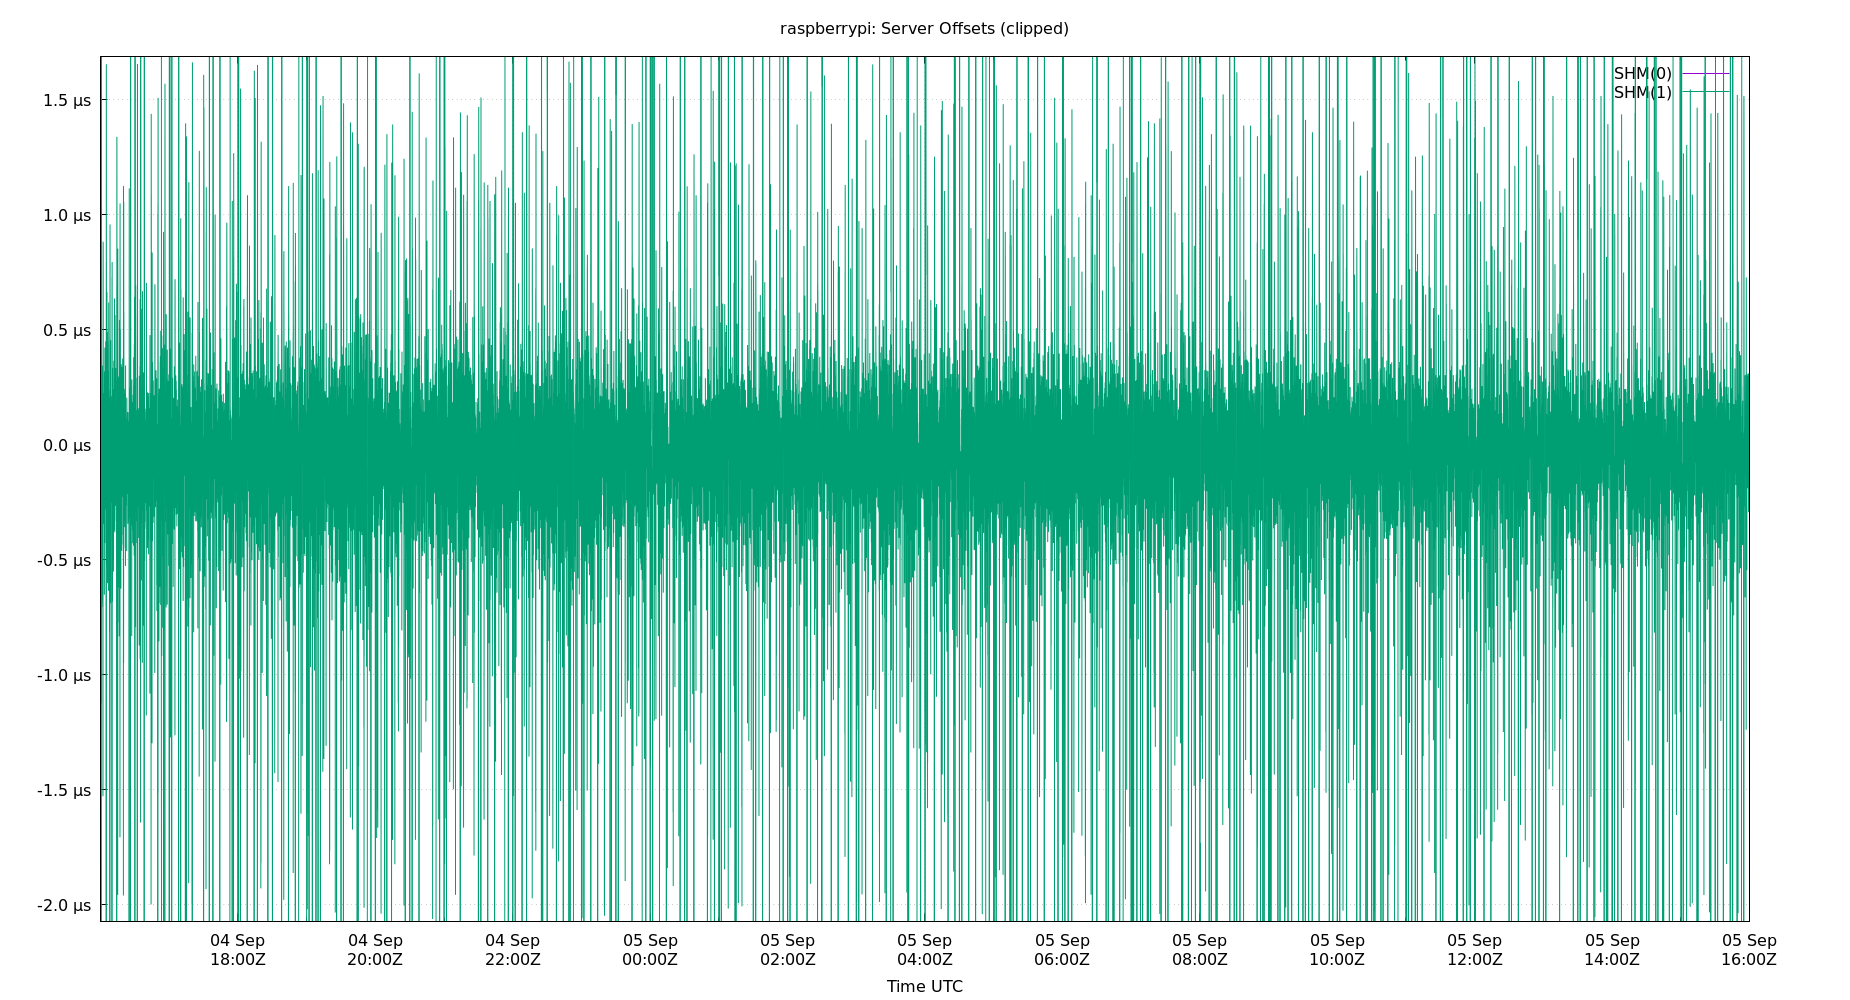 raspberrypi: Server Offsets (clipped)
SHM(0)
SHM(1)
1.5 µs
1.0 µs
0.5 µs
0.0 µs
-0.5 µs
-1.0 µs
-1.5 µs
-2.0 µs
04 Sep 04 Sep 04 Sep 05 Sep 05 Sep 05 Sep 05 Sep 05 Sep 05 Sep 05 Sep 05 Sep 05 Sep
18:00Z 20:00Z 22:00Z 00:00Z 02:00Z 04:00Z 06:00Z 08:00Z 10:00Z 12:00Z 14:00Z 16:00Z
Time UTC